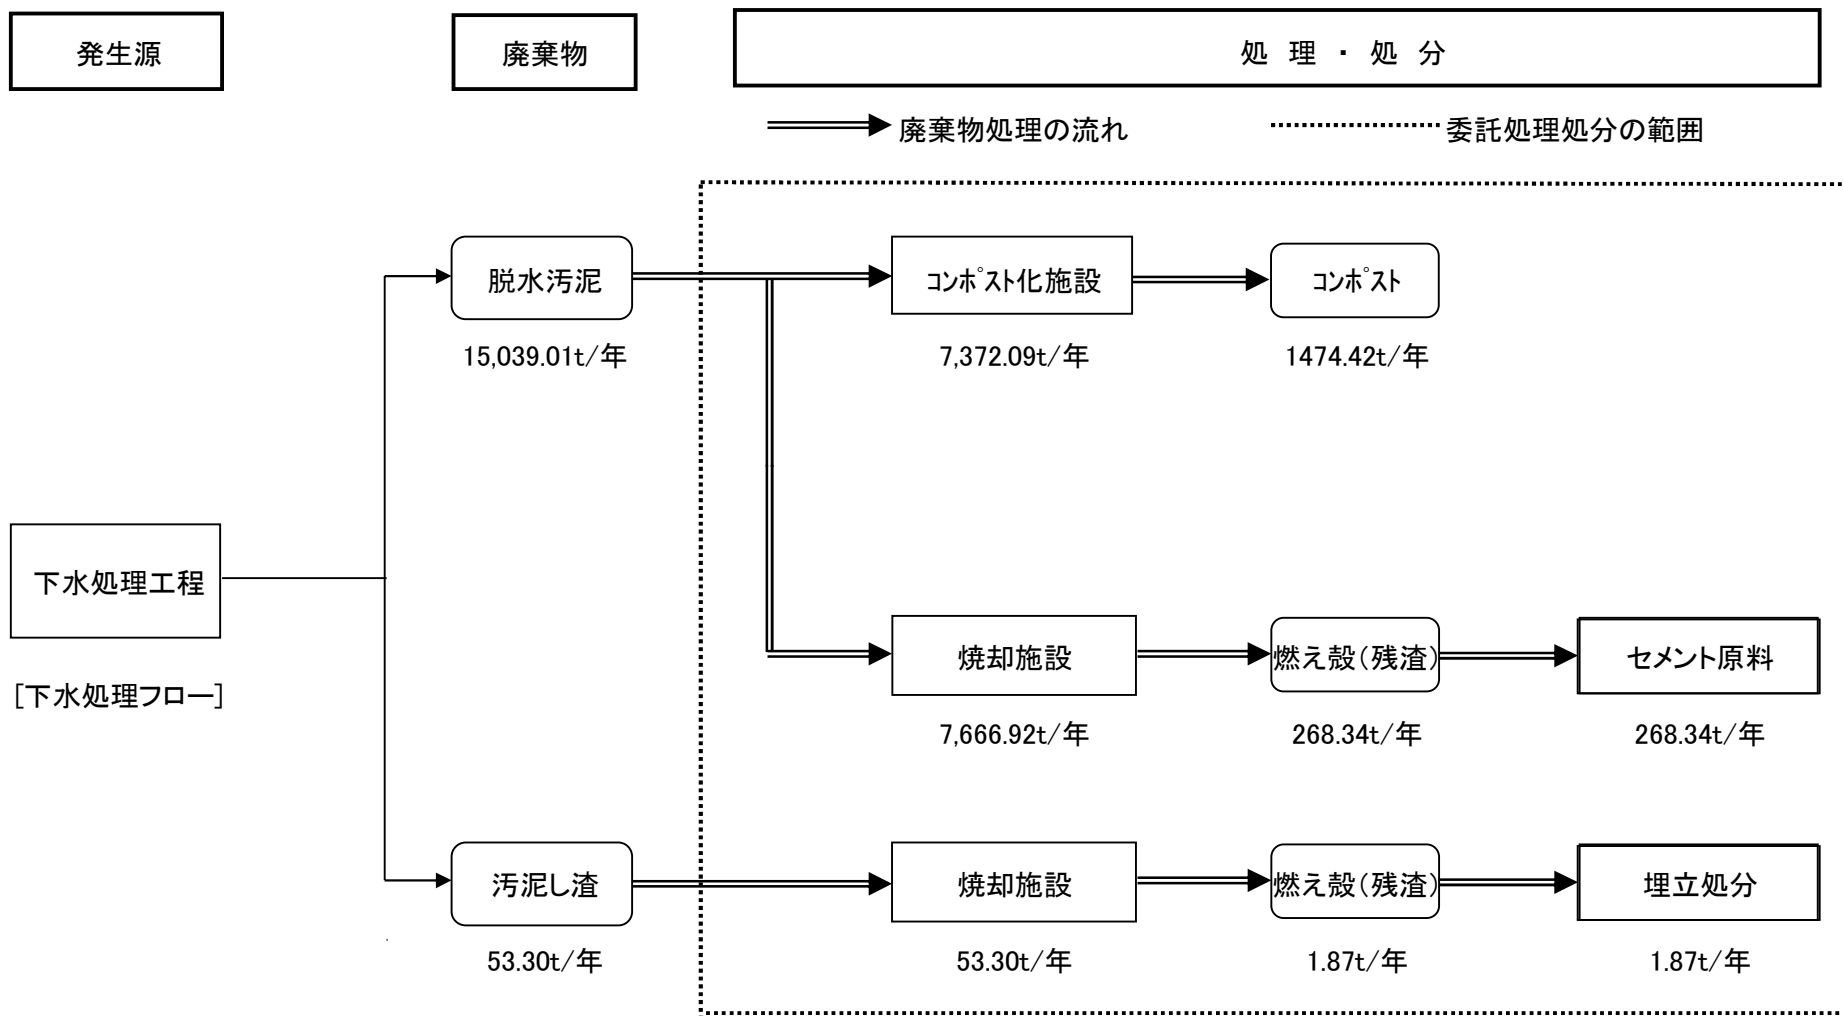 発生源
廃棄物
処理・処分
廃棄物処理の流れ
委託処理処分の範囲
脱水汚泥
コンポスト化施設
コンポスト
15,039.01t/年
7,372.09t/年
1474.42t/年
下水処理工程
[下水処理フロー]
焼却施設
燃え殻(残渣)
セメント原料
7,666.92t/年
268.34t/年
268.34t/年
汚泥し渣
焼却施設
燃え殻(残渣)
埋立処分
53.30t/年
53.30t/年
1.87t/年
1.87t/年